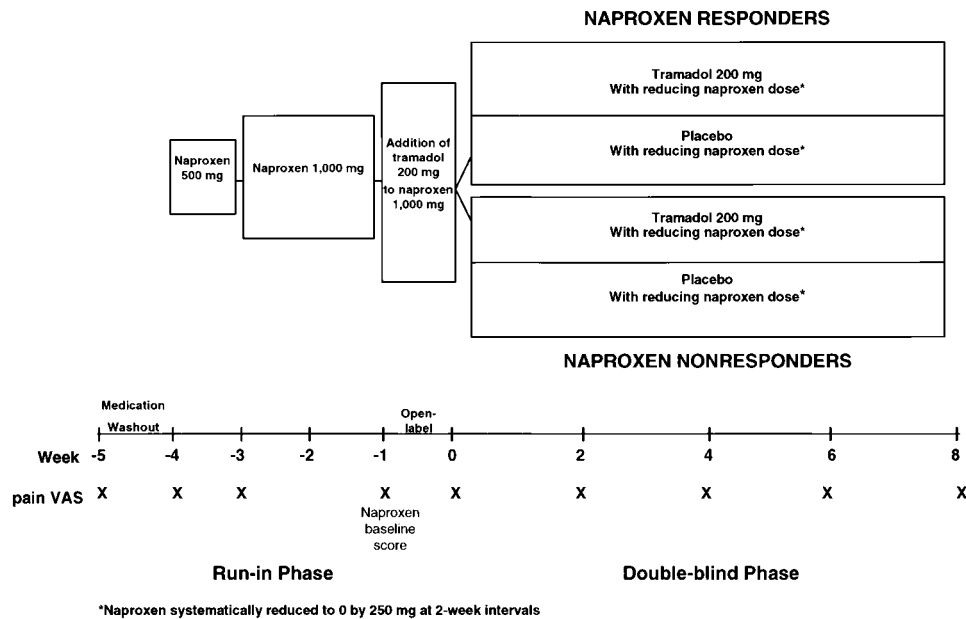 NAPROXEN RESPONDERS
Tramadol 200 mg
With reducing naproxen dose*
Placebo
With reducing naproxen dose*
Naproxen
500 mg
Naproxen 1,000 mg
Addition of
tramadol
200 mg
to naproxen
1,000 mg
Tramadol 200 mg
With reducing naproxen dose*
Placebo
With reducing naproxen dose*
NAPROXEN NONRESPONDERS
Medication
Washout
Open-
label
Week -5 -4 -3 -2 -1 0 2 4 6 8
pain VAS X X X X X X X X X
Naproxen
baseline
score
Run-in Phase Double-blind Phase
*Naproxen systematically reduced to 0 by 250 mg at 2-week intervals